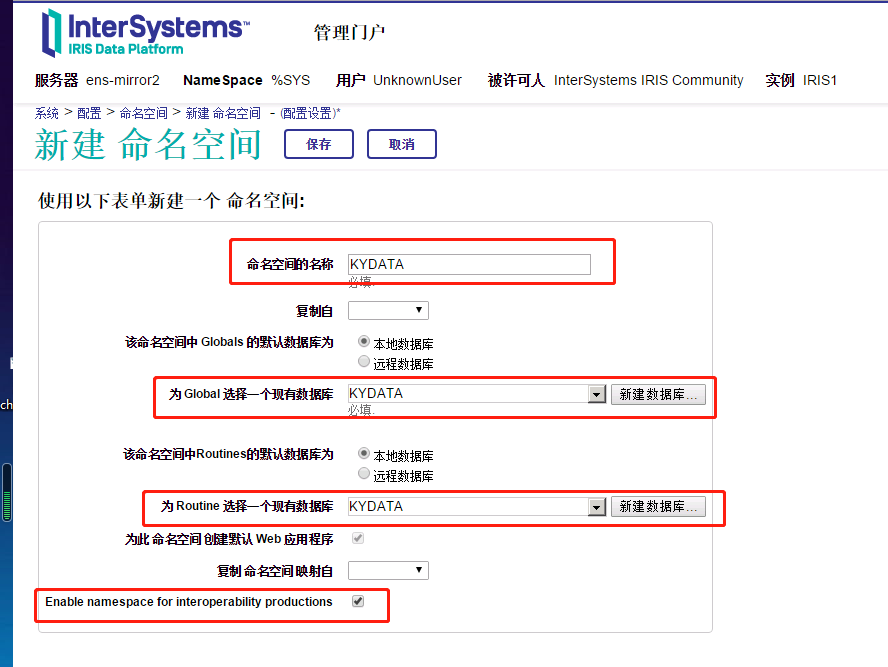 InterSystems™
IRIS Data Platform
管理门户
服务器 ens-mirror2 NameSpace %SYS 用户 UnknownUser 被许可人 InterSystems IRIS Community 实例 IRIS1
系统 > 配置 > 命名空间 > 新建 命名空间 - (配置设置)*
新建 命名空间 保存 取消
使用以下表单新建一个 命名空间:
命名空间的名称 KYDATA
必填.
复制自
该命名空间中 Globals 的默认数据库为 本地数据库
远程数据库
为 Global 选择一个现有数据库 KYDATA 新建数据库...
必填.
该命名空间中Routines的默认数据库为 本地数据库
远程数据库
为 Routine 选择一个现有数据库 KYDATA 新建数据库...
为此 命名空间 创建默认 Web 应用程序
复制 命名空间 映射自
Enable namespace for interoperability productions
ch